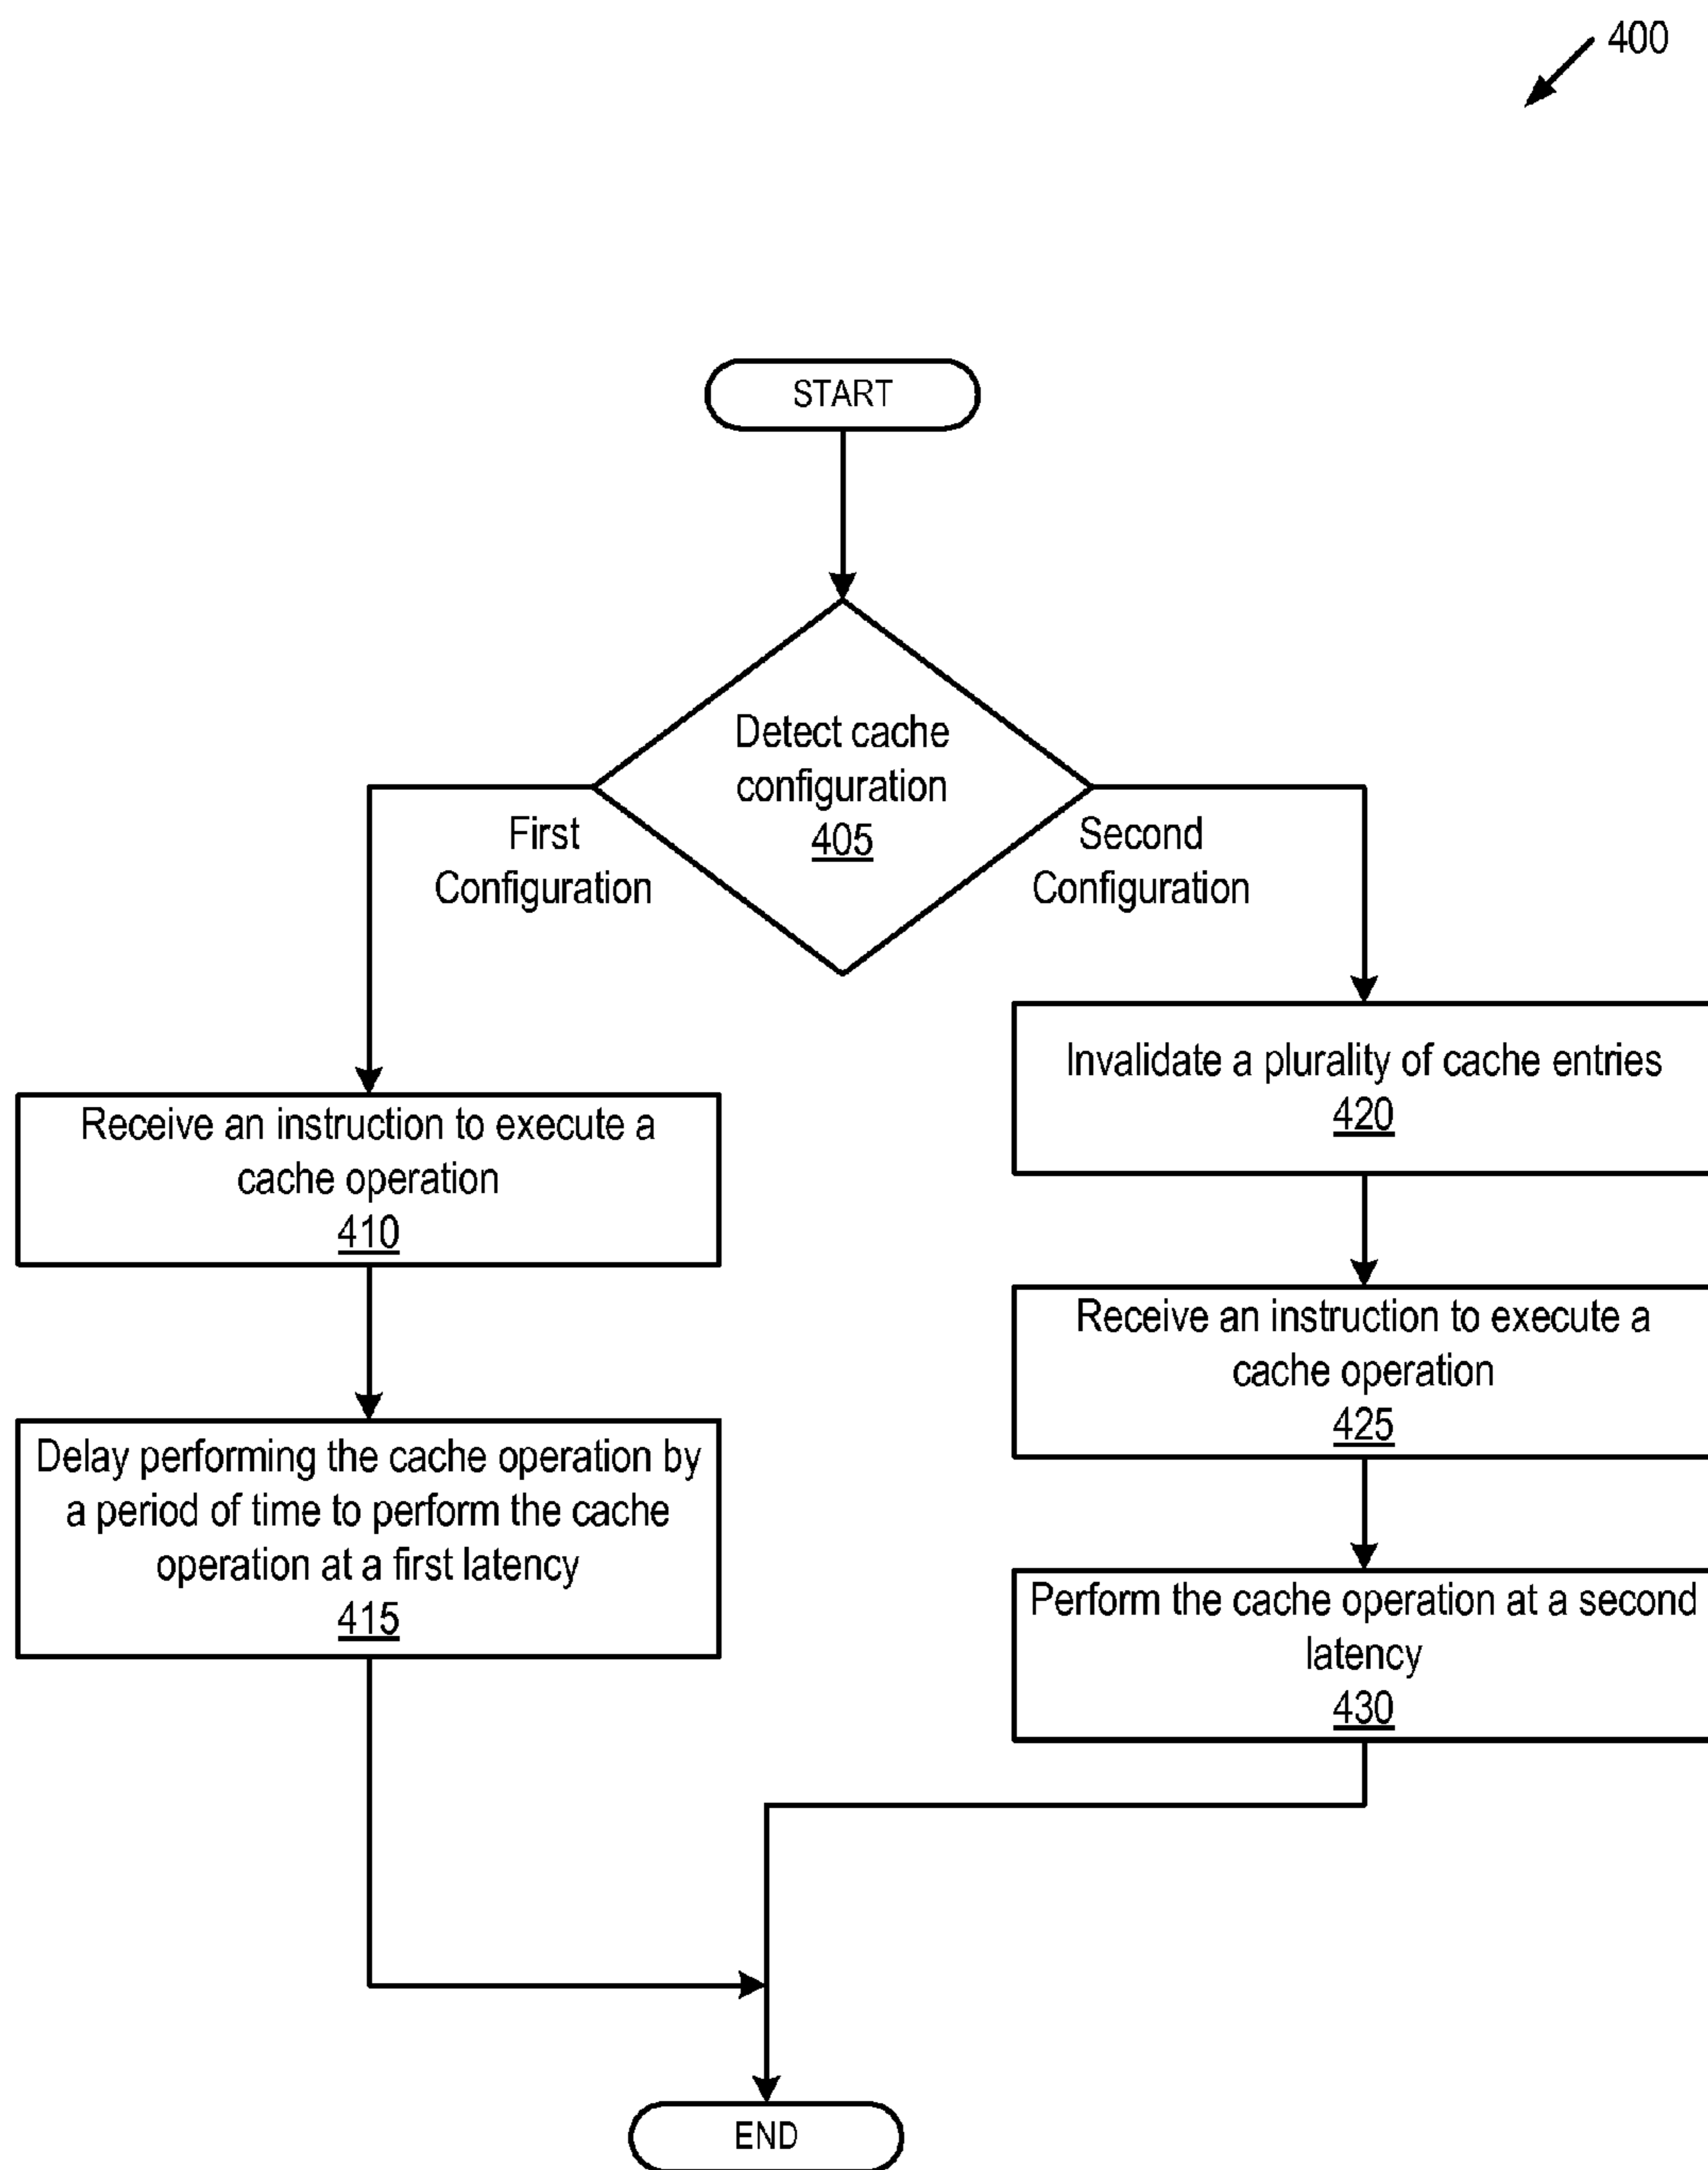 400
START
Detect cache
configuration
405
First
Configuration
Second
Configuration
Receive an instruction to execute a
cache operation
410
Delay performing the cache operation by
a period of time to perform the cache
operation at a first latency
415
Invalidate a plurality of cache entries
420
Receive an instruction to execute a
cache operation
425
Perform the cache operation at a second
latency
430
END